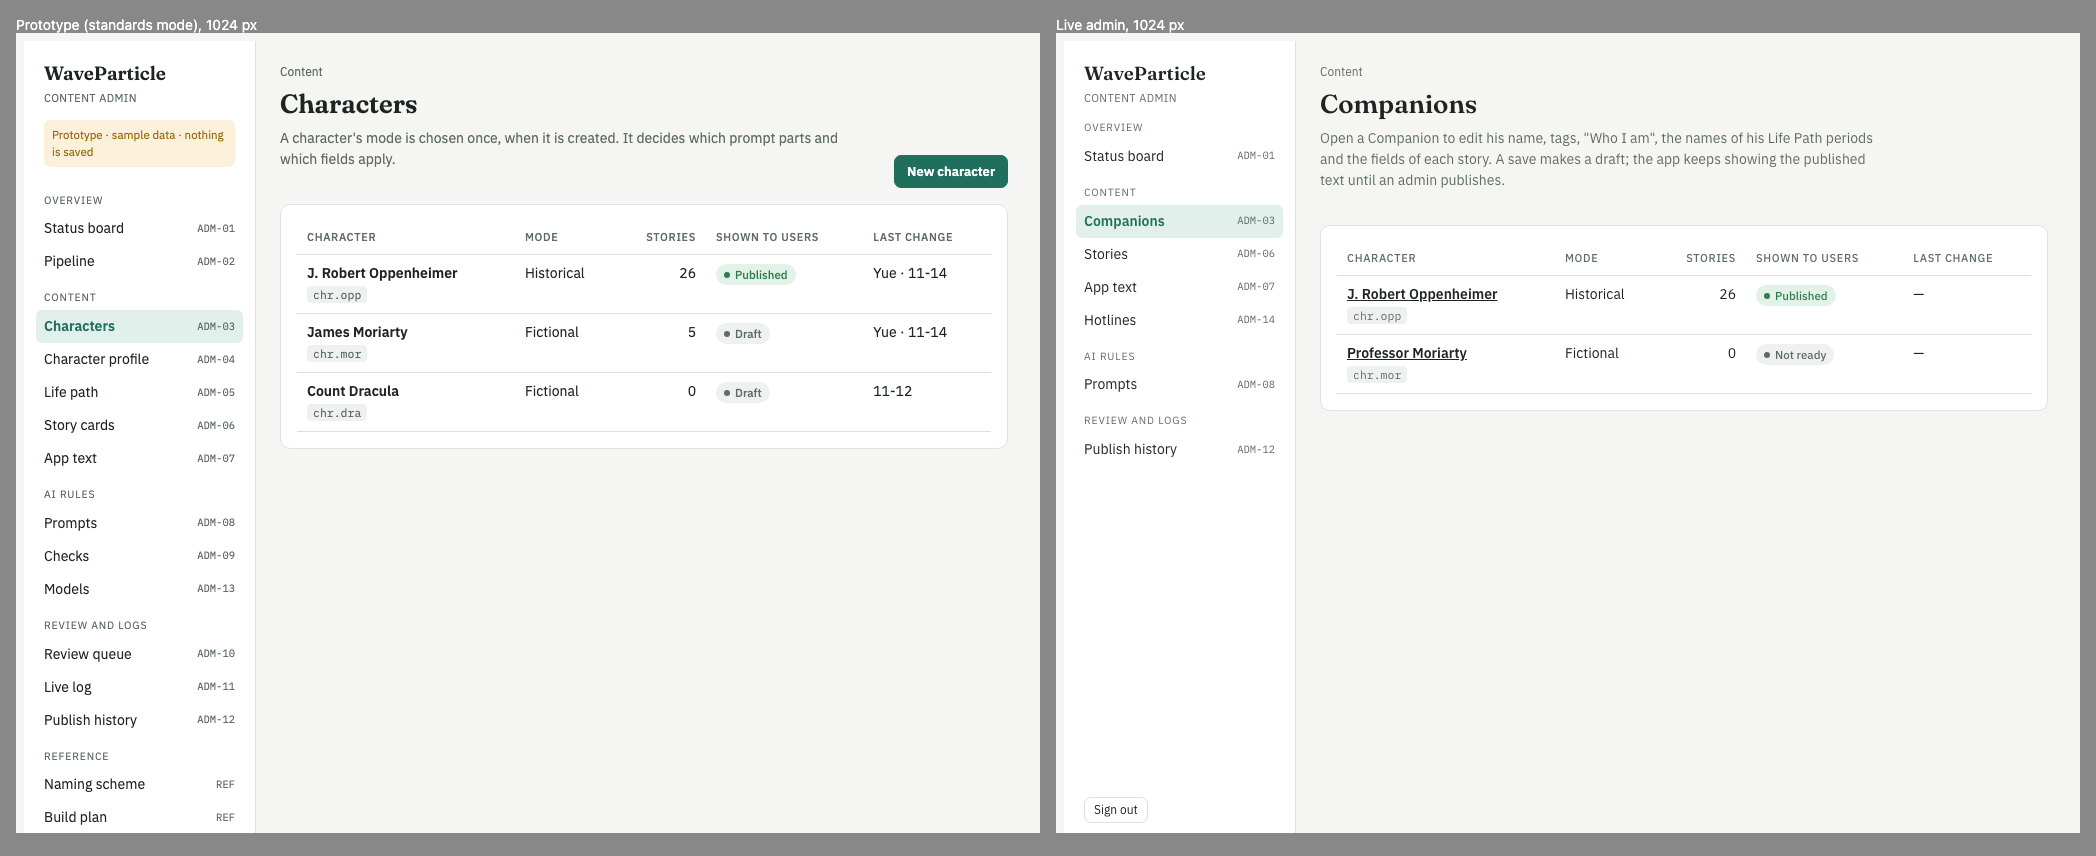 Prototype (standards mode), 1024 px
WaveParticle
CONTENT ADMIN
Prototype · sample data · nothing
is saved
OVERVIEW
Status board ADM-01
Pipeline ADM-02
CONTENT
Characters ADM-03
Character profile ADM-04
Life path ADM-05
Story cards ADM-06
App text ADM-07
AI RULES
Prompts ADM-08
Checks ADM-09
Models ADM-13
REVIEW AND LOGS
Review queue ADM-10
Live log ADM-11
Publish history ADM-12
REFERENCE
Naming scheme REF
Build plan REF
Content
Characters
A character's mode is chosen once, when it is created. It decides which prompt parts and
which fields apply.
New character
CHARACTER MODE STORIES SHOWN TO USERS LAST CHANGE
J. Robert Oppenheimer Historical 26 Published Yue · 11-14
chr.opp
James Moriarty Fictional 5 Draft Yue · 11-14
chr.mor
Count Dracula Fictional 0 Draft 11-12
chr.dra
Live admin, 1024 px
WaveParticle
CONTENT ADMIN
OVERVIEW
Status board ADM-01
CONTENT
Companions ADM-03
Stories ADM-06
App text ADM-07
Hotlines ADM-14
AI RULES
Prompts ADM-08
REVIEW AND LOGS
Publish history ADM-12
Sign out
Content
Companions
Open a Companion to edit his name, tags, "Who I am", the names of his Life Path periods
and the fields of each story. A save makes a draft; the app keeps showing the published
text until an admin publishes.
CHARACTER MODE STORIES SHOWN TO USERS LAST CHANGE
J. Robert Oppenheimer Historical 26 Published —
chr.opp
Professor Moriarty Fictional 0 Not ready —
chr.mor